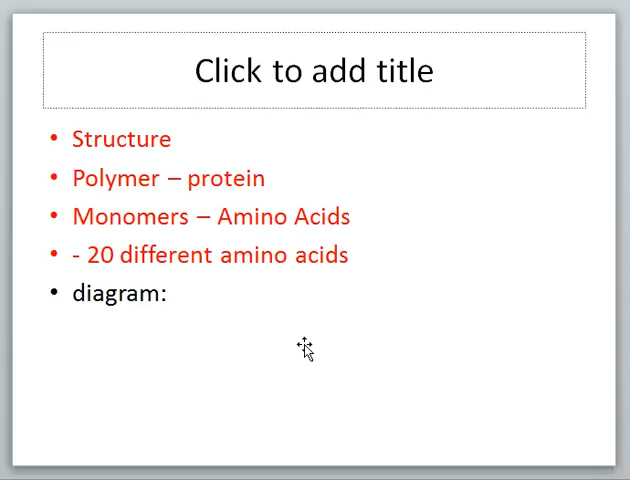 Click to add title
• Structure
• Polymer – protein
• Monomers – Amino Acids
• - 20 different amino acids
• diagram: